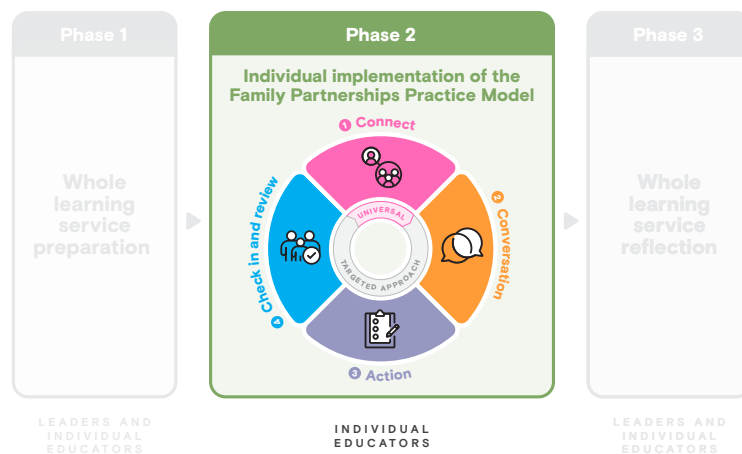 Phase 1
Whole
learning
service
preparation
LEADERS AND
INDIVIDUAL
EDUCATORS
Phase 2
Individual implementation of the
Family Partnerships Practice Model
1 Connect
2 Conversation
3 Action
4 Check in and review
UNIVERSAL
TARGETED APPROACH
INDIVIDUAL
EDUCATORS
Phase 3
Whole
learning
service
reflection
LEADERS AND
INDIVIDUAL
EDUCATORS